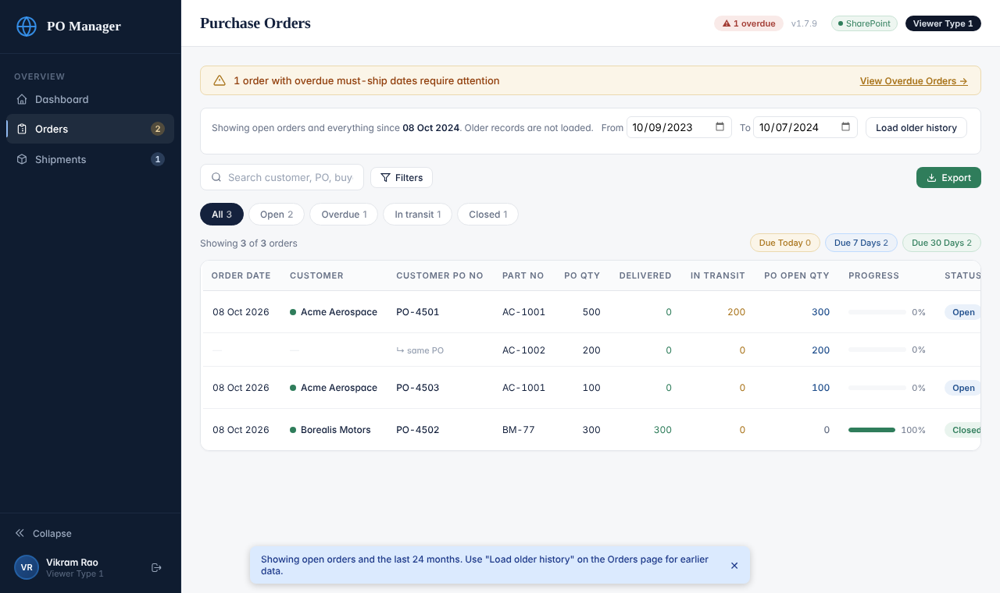 PO Manager
OVERVIEW
Dashboard
Orders 2
Shipments 1
Collapse
VR
Vikram Rao
Viewer Type 1
Purchase Orders
1 overdue v1.7.9 SharePoint Viewer Type 1
1 order with overdue must-ship dates require attention View Overdue Orders →
Showing open orders and everything since 08 Oct 2024. Older records are not loaded. From 10/09/2023 To 10/07/2024 Load older history
Search customer, PO, buy Filters Export
All 3 Open 2 Overdue 1 In transit 1 Closed 1
Showing 3 of 3 orders Due Today 0 Due 7 Days 2 Due 30 Days 2
ORDER DATE CUSTOMER CUSTOMER PO NO PART NO PO QTY DELIVERED IN TRANSIT PO OPEN QTY PROGRESS STATUS
08 Oct 2026 Acme Aerospace PO-4501 AC-1001 500 0 200 300 0% Open
— — ↳ same PO AC-1002 200 0 0 200 0%
08 Oct 2026 Acme Aerospace PO-4503 AC-1001 100 0 0 100 0% Open
08 Oct 2026 Borealis Motors PO-4502 BM-77 300 300 0 0 100% Closed
Showing open orders and the last 24 months. Use "Load older history" on the Orders page for earlier
data. ✕